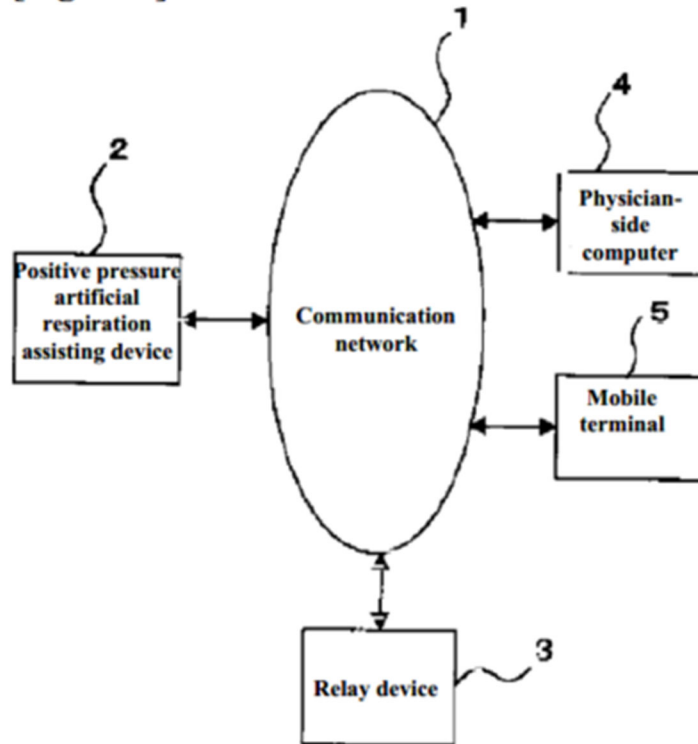 1
4
2
Physician-
side
computer
Positive pressure
artificial
respiration
assisting device
Communication
network
5
Mobile
terminal
3
Relay device